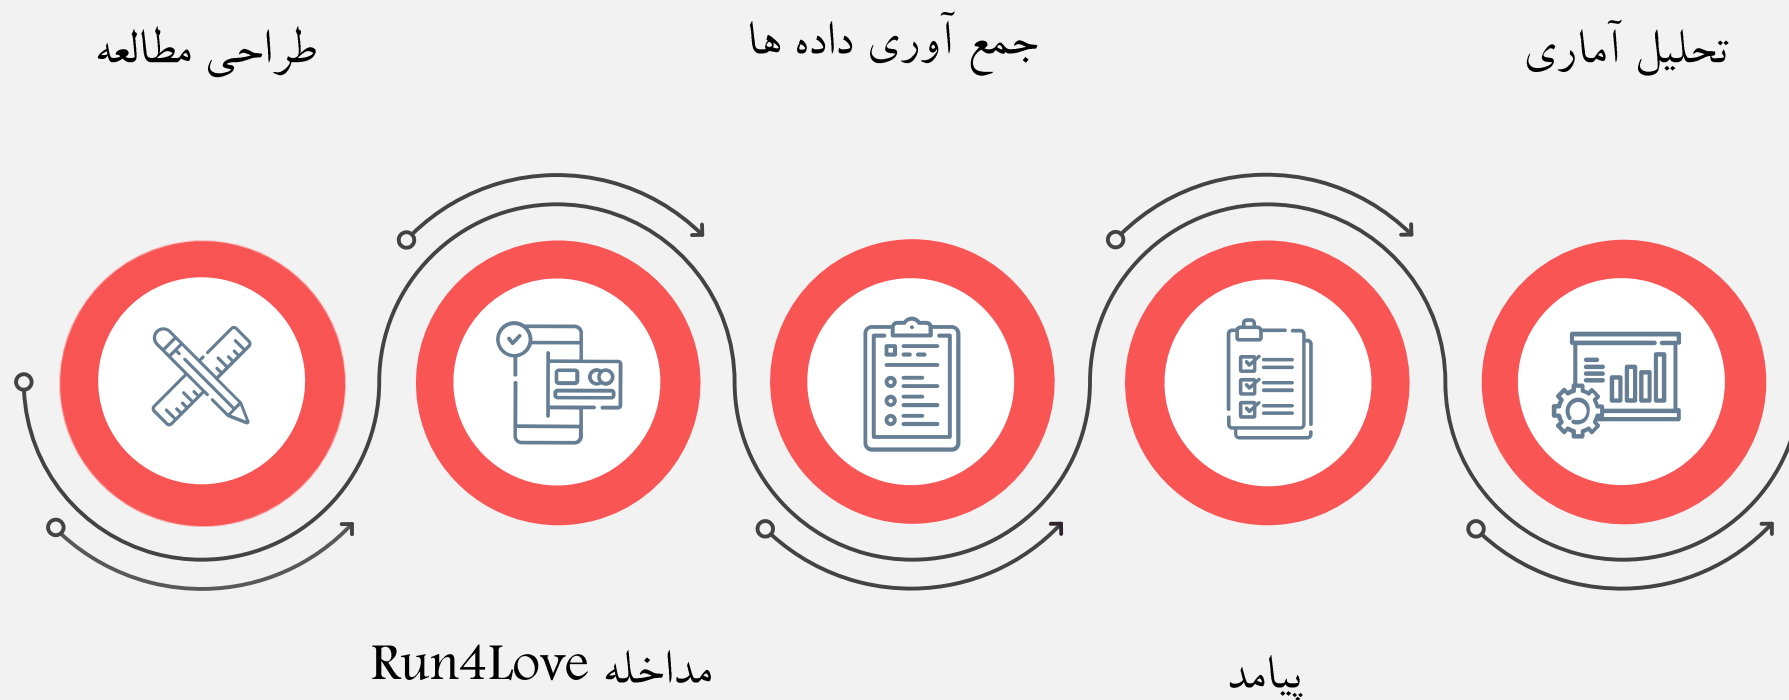 طراحی مطالعه
مداخله Run4Love
جمع آوری داده ها
پیامد
تحلیل آماری